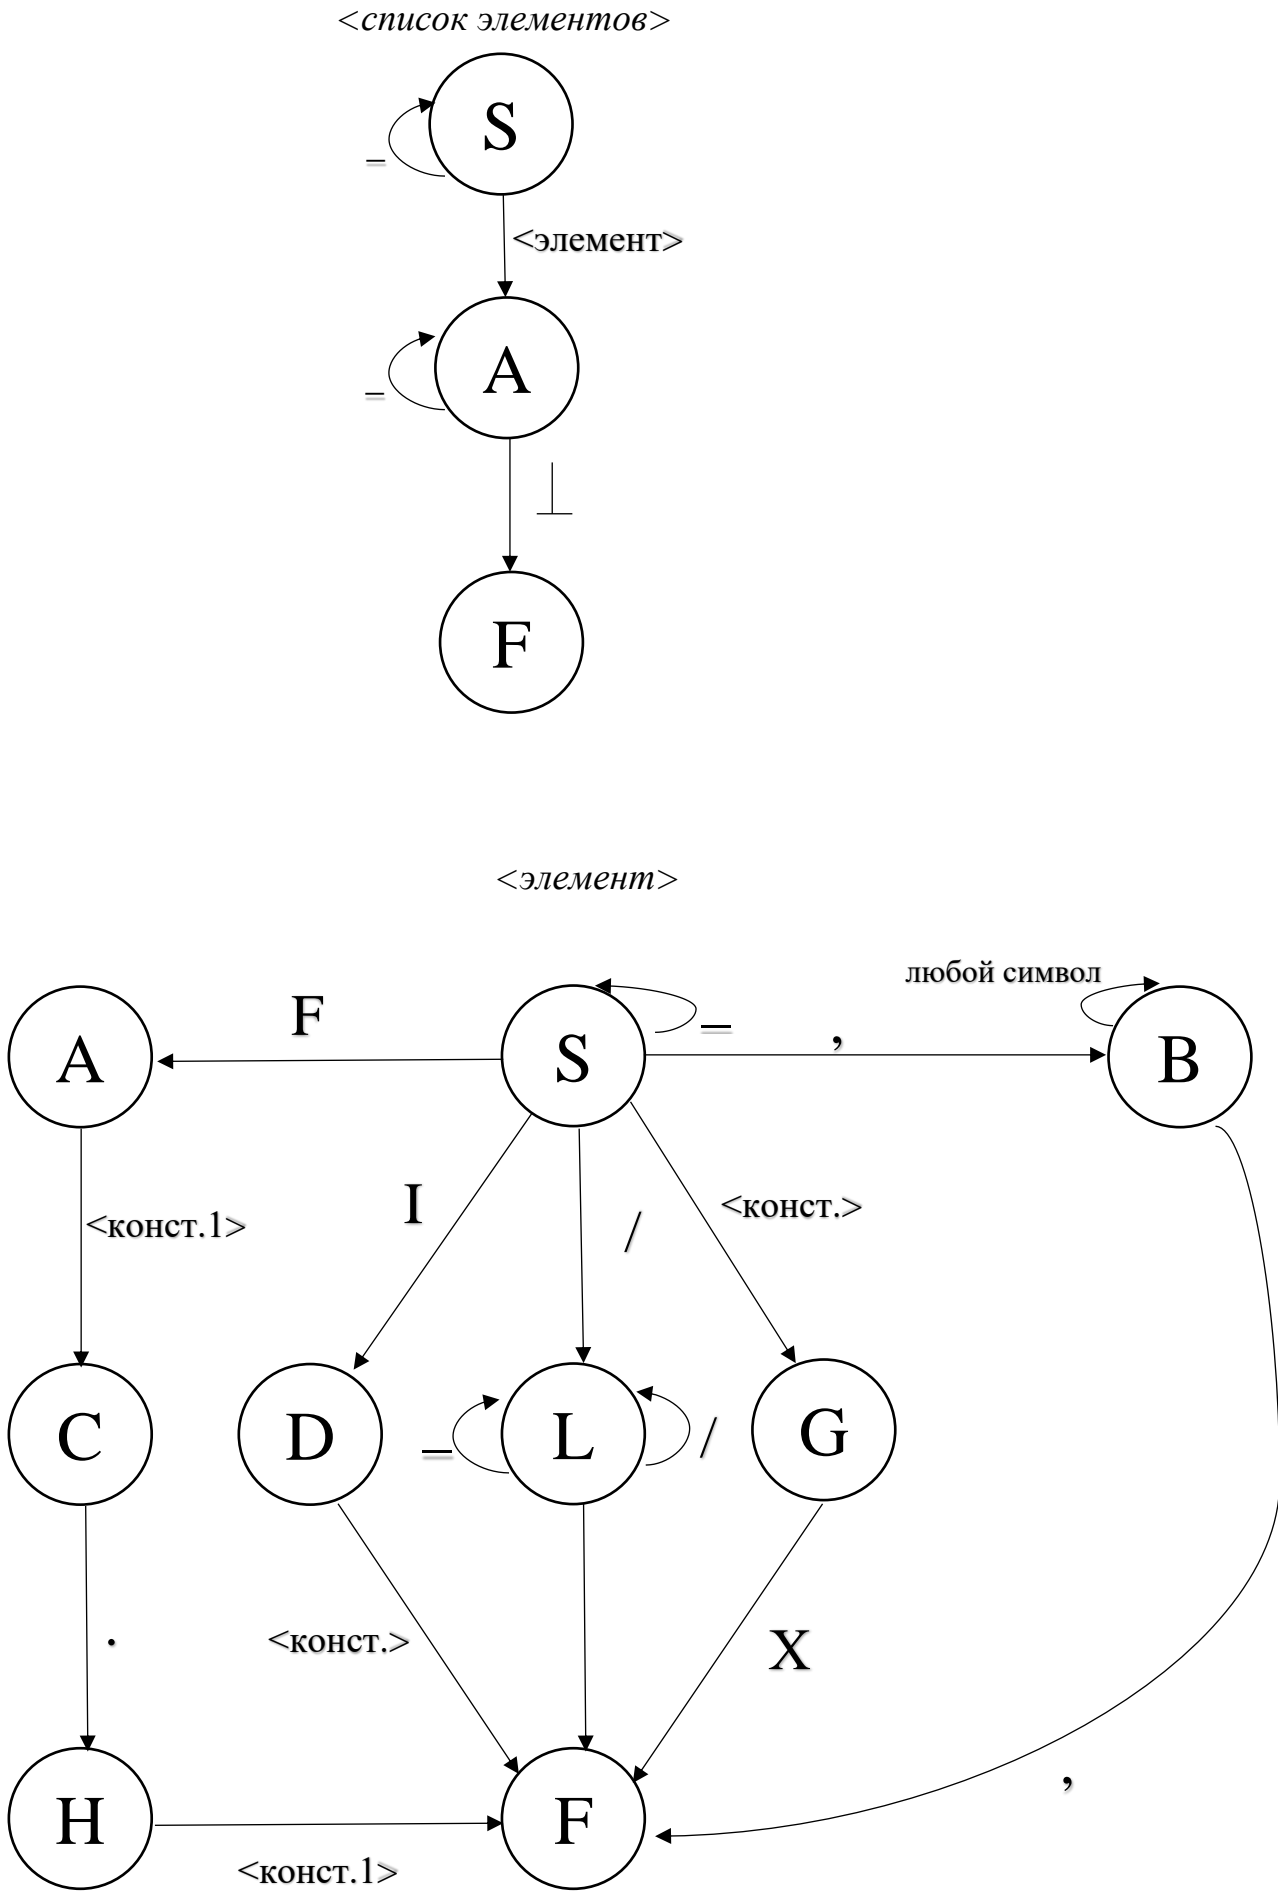 <список элементов>
S
_
<элемент>
A
_
⊥
F
<элемент>
любой символ
A
F
S
_
,
B
<конст.1>
I
/
<конст.>
C
D
_
L
/
G
.
<конст.>
X
H
F
,
<конст.1>